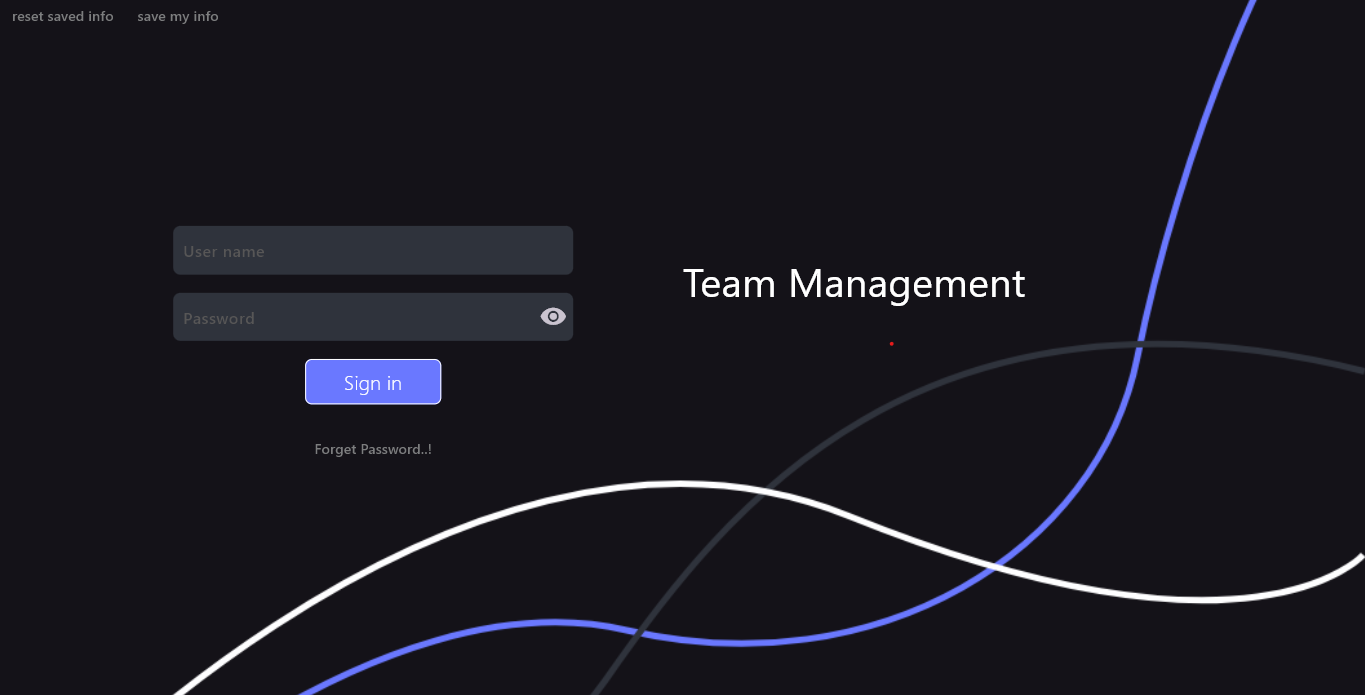 reset saved info save my info
User name
Password
Team Management
Sign in
Forget Password..!